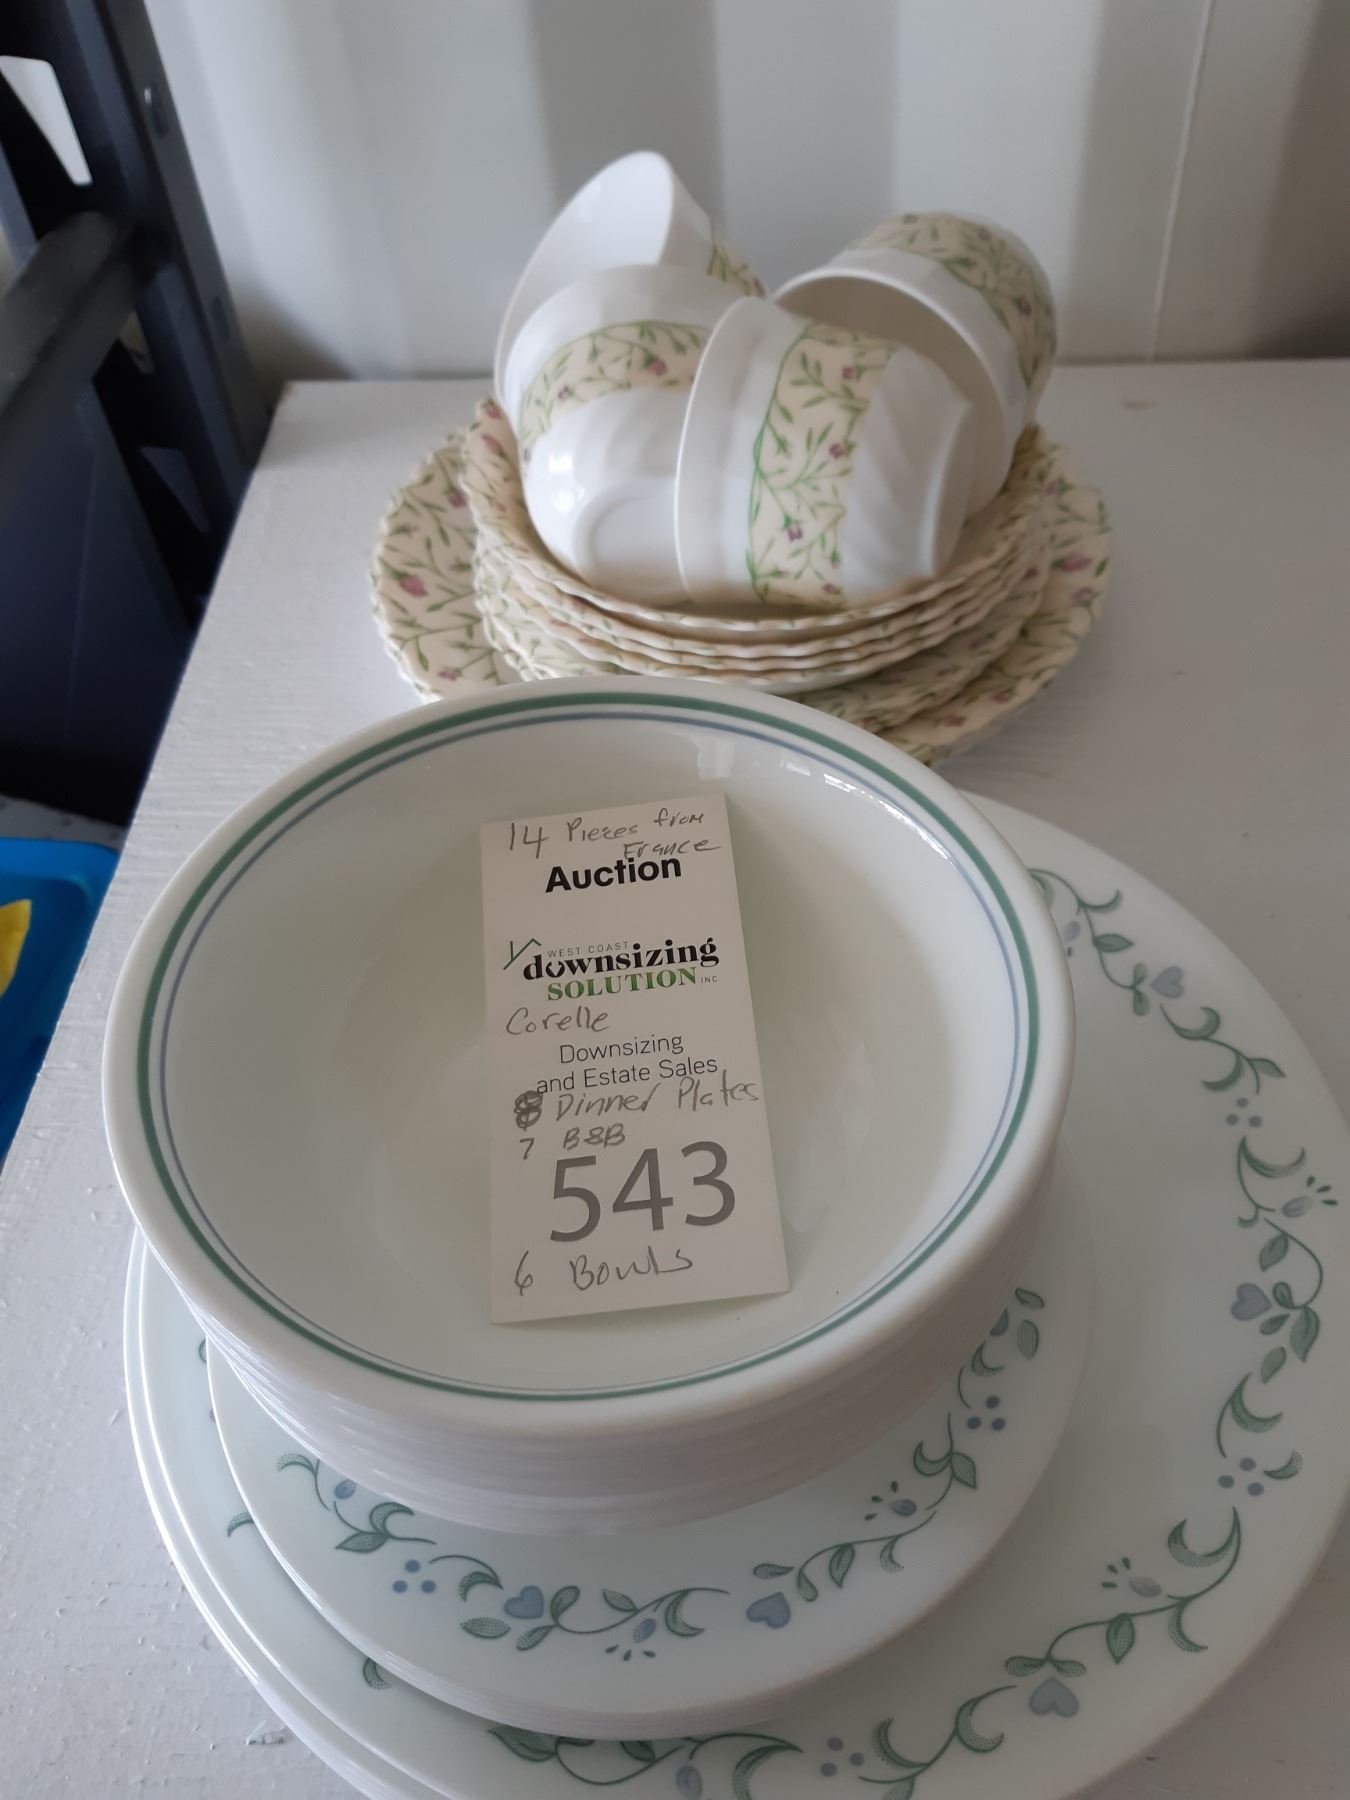 14 Pieces from
France
Auction
WEST COAST
downsizing
SOLUTION INC
Corelle
Downsizing
and Estate Sales
8 Dinner Plates
7 B&B
543
6 Bowls